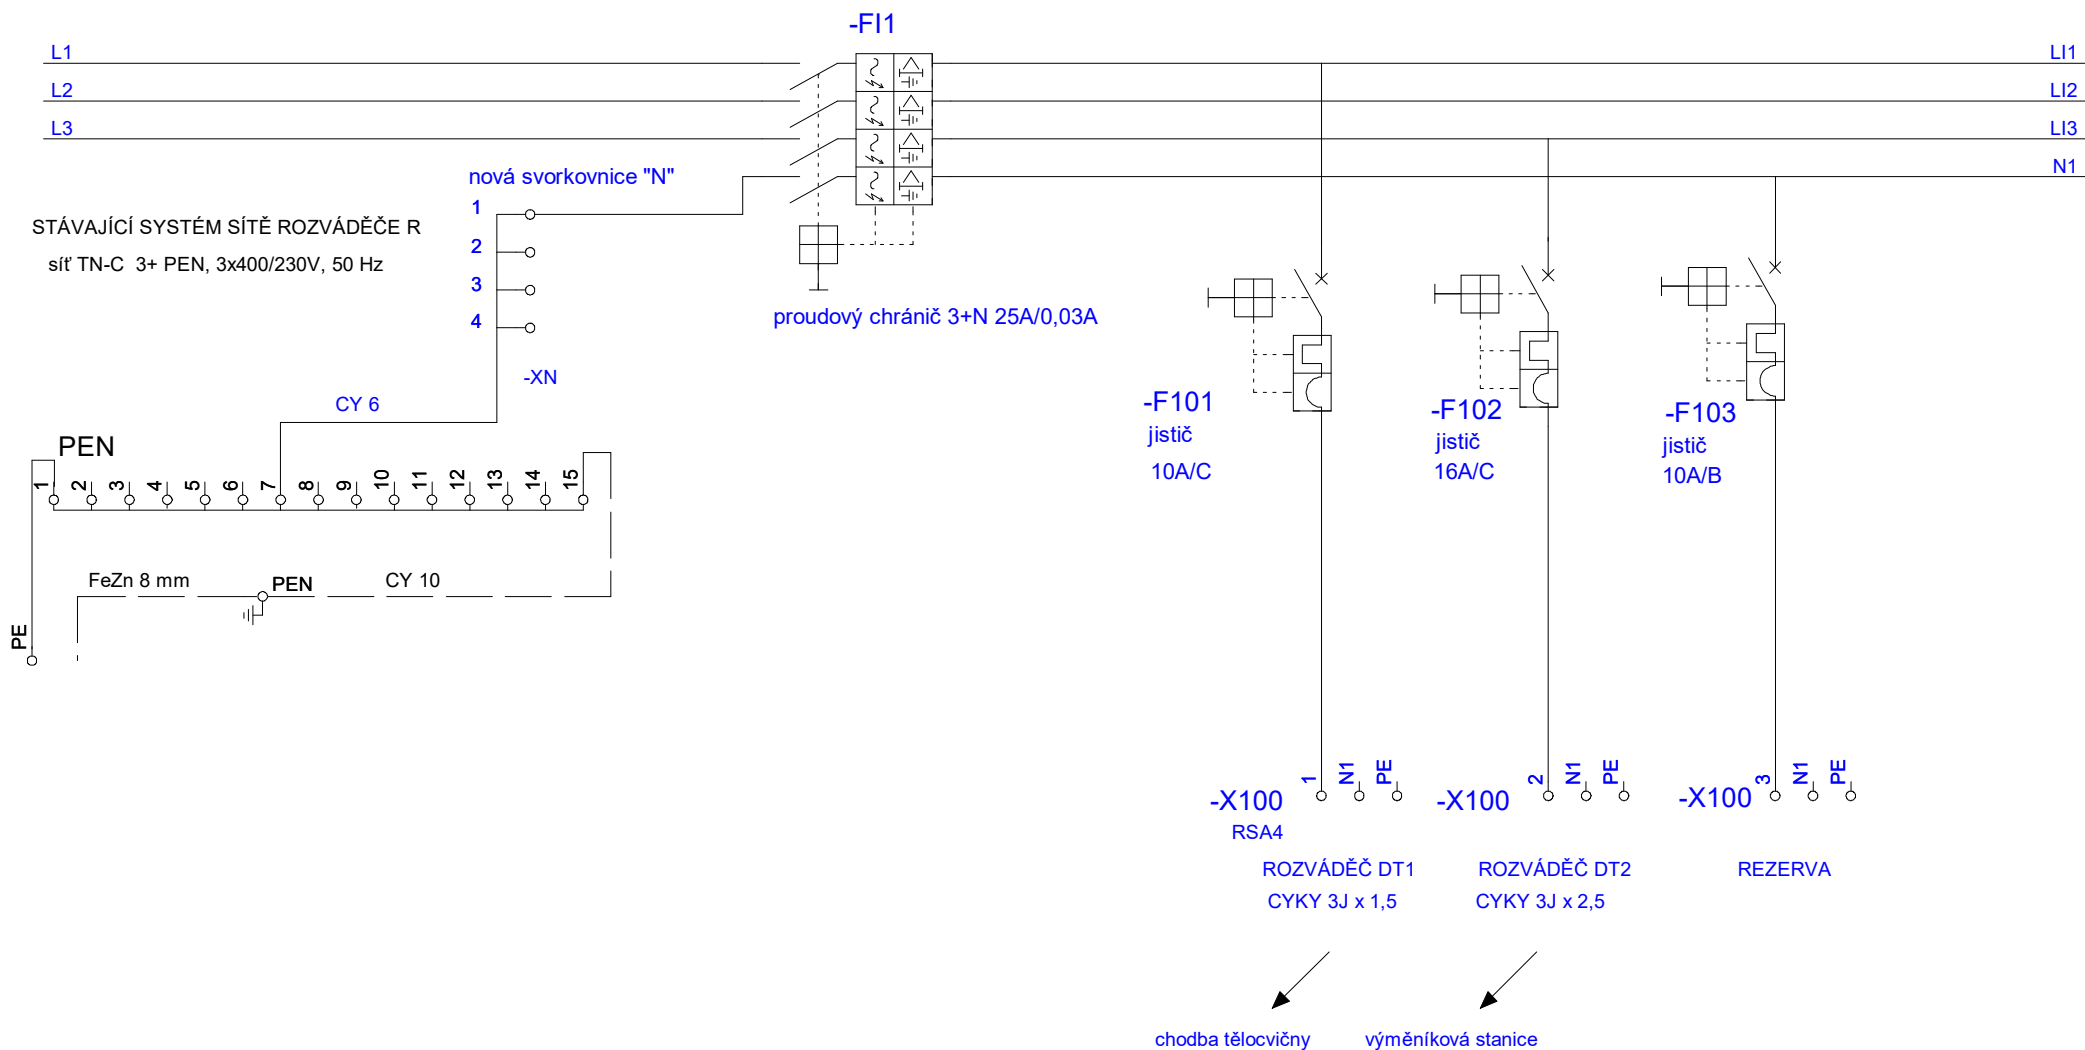 -FI1
L1
LI1
L2
LI2
L3
LI3
N1
nová svorkovnice "N"
1
2
3
4
-XN
STÁVAJÍCÍ SYSTÉM SÍTĚ ROZVÁDĚČE R
síť TN-C 3+ PEN, 3x400/230V, 50 Hz
proudový chránič 3+N 25A/0,03A
CY 6
PEN
1 2 3 4 5 6 7 8 9 10 11 12 13 14 15
FeZn 8 mm
PEN
CY 10
PE
-F101
jistič
10A/C
-F102
jistič
16A/C
-F103
jistič
10A/B
-X100
1 N1 PE
RSA4
-X100
2 N1 PE
-X100
3 N1 PE
ROZVÁDĚČ DT1
CYKY 3J x 1,5
ROZVÁDĚČ DT2
CYKY 3J x 2,5
REZERVA
chodba tělocvičny
výměníková stanice